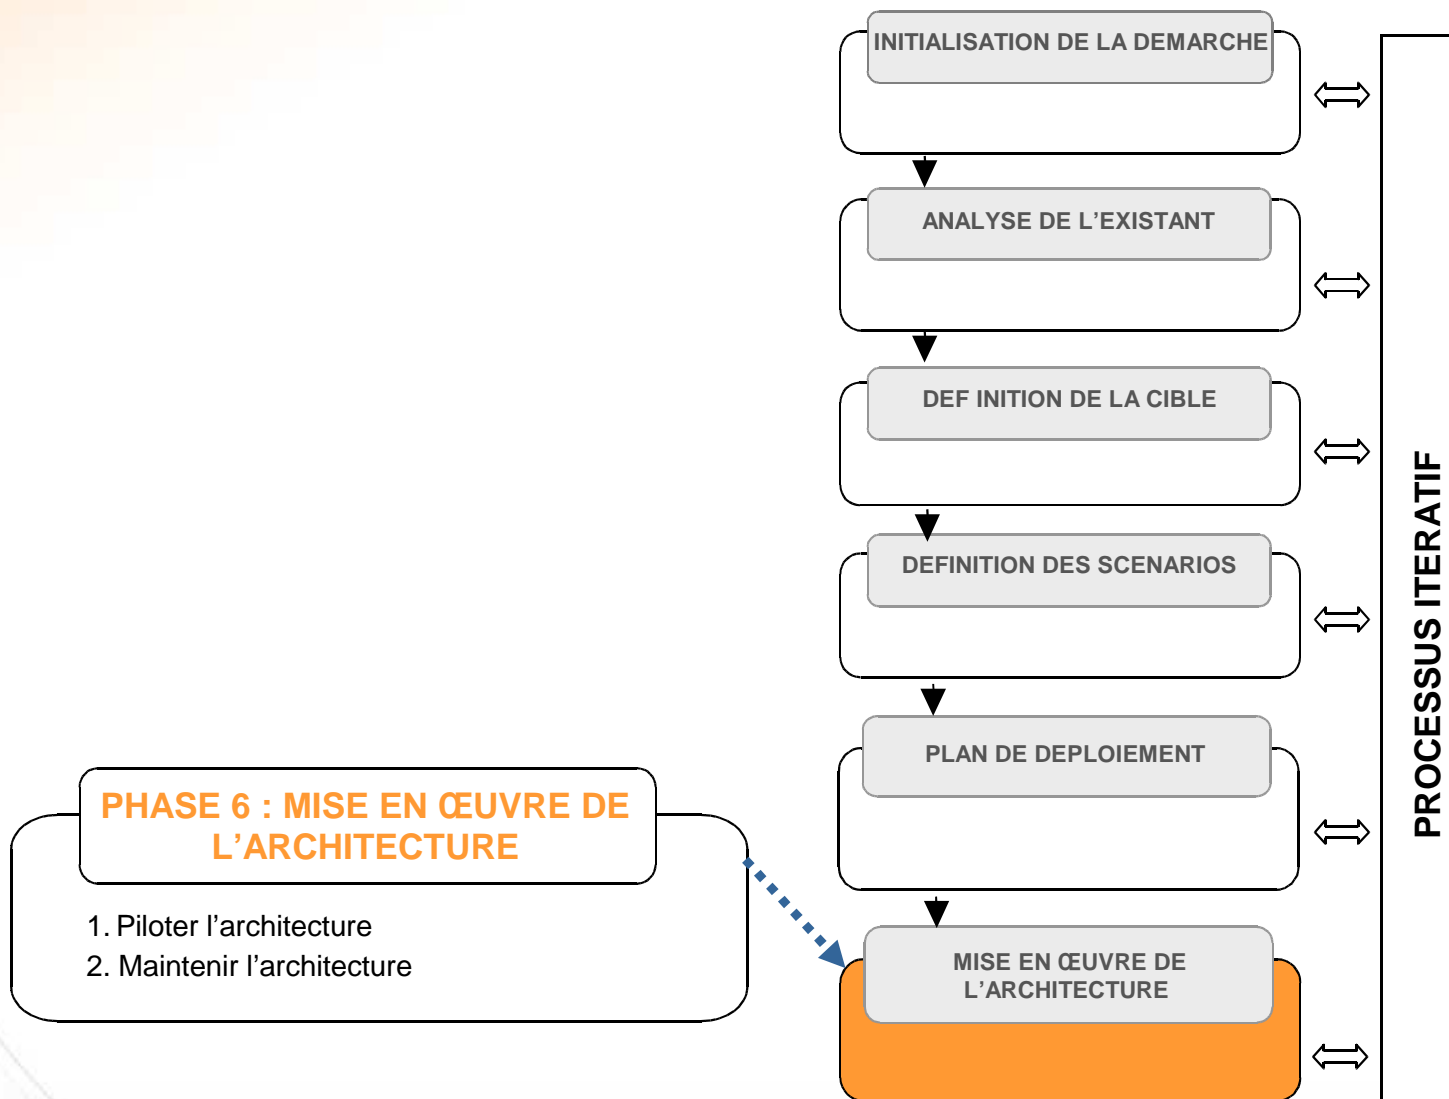 INITIALISATION DE LA DEMARCHE
ANALYSE DE L’EXISTANT
DEF INITION DE LA CIBLE
DEFINITION DES SCENARIOS
PLAN DE DEPLOIEMENT
MISE EN ŒUVRE DE
L’ARCHITECTURE
PROCESSUS ITERATIF
PHASE 6 : MISE EN ŒUVRE DE
L’ARCHITECTURE
1. Piloter l’architecture
2. Maintenir l’architecture